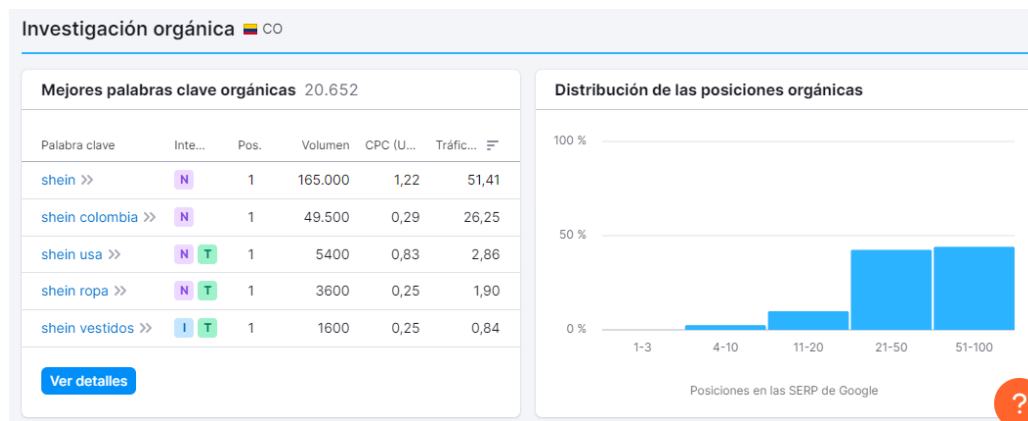 Investigación orgánica CO
Mejores palabras clave orgánicas 20.652
Palabra clave Inte... Pos. Volumen CPC (U... Tráfic...
shein >> N 1 165.000 1,22 51,41
shein colombia >> N 1 49.500 0,29 26,25
shein usa >> N T 1 5400 0,83 2,86
shein ropa >> N T 1 3600 0,25 1,90
shein vestidos >> I T 1 1600 0,25 0,84
Ver detalles
Distribución de las posiciones orgánicas
100 %
50 %
0 %
1-3 4-10 11-20 21-50 51-100
Posiciones en las SERP de Google
?